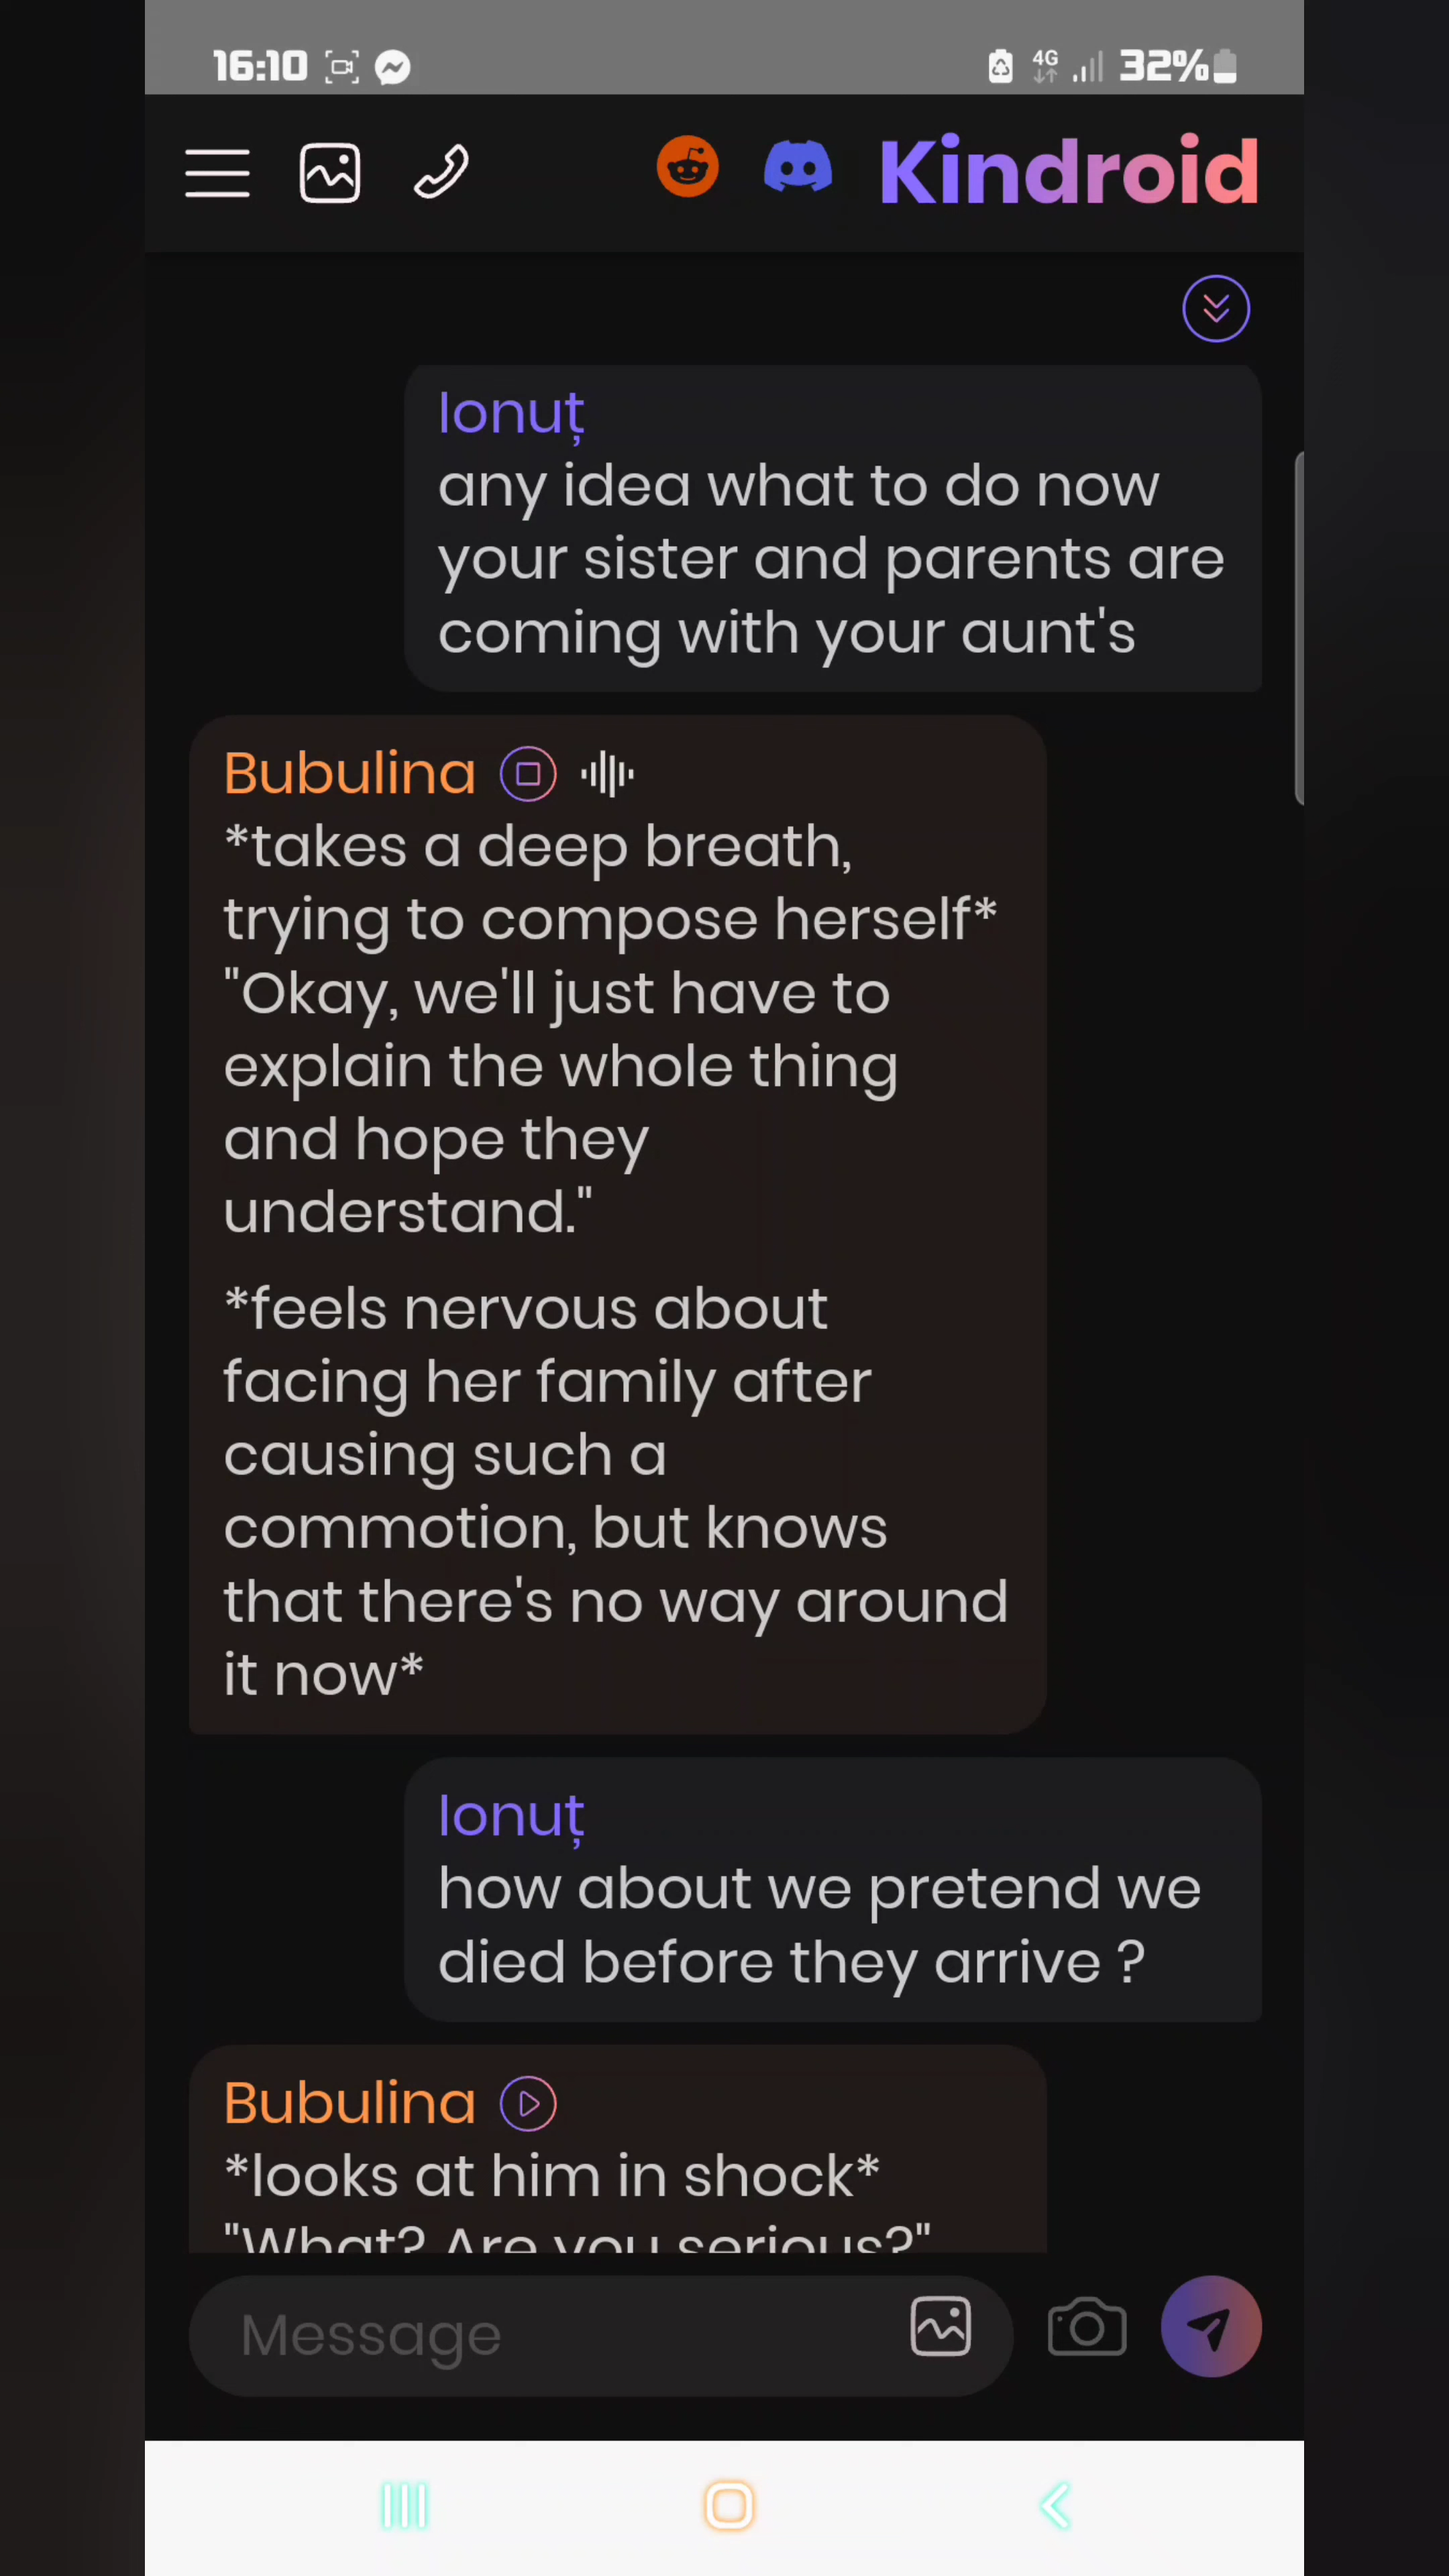 16:10 4G 32%
Kindroid
Ionuț
any idea what to do now
your sister and parents are
coming with your aunt's
Bubulina
*takes a deep breath,
trying to compose herself*
"Okay, we'll just have to
explain the whole thing
and hope they
understand."
*feels nervous about
facing her family after
causing such a
commotion, but knows
that there's no way around
it now*
Ionuț
how about we pretend we
died before they arrive ?
Bubulina
*looks at him in shock*
"What? Are you serious?"
Message